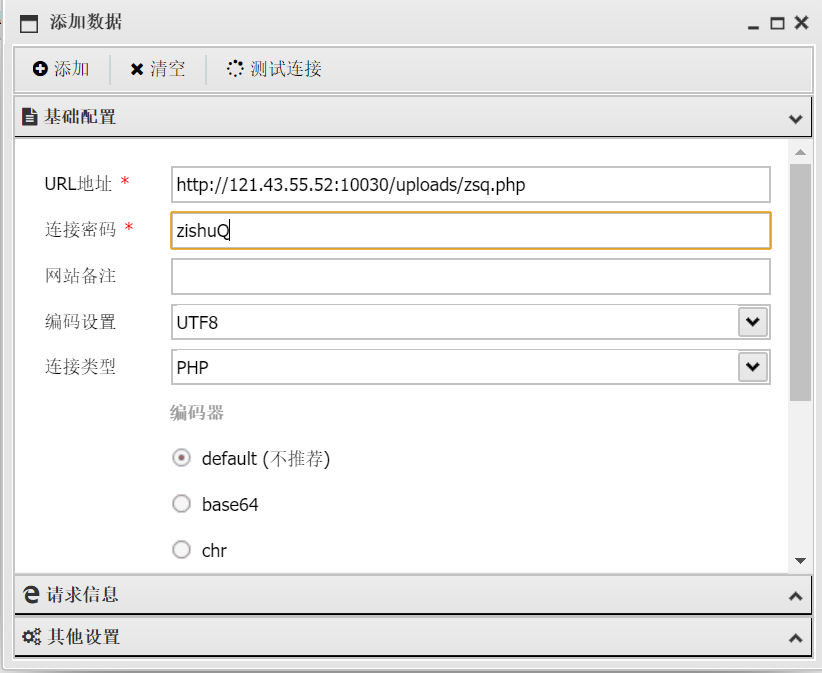 添加数据
添加 清空 测试连接
基础配置
URL地址 * http://121.43.55.52:10030/uploads/zsq.php
连接密码 * zishuQ
网站备注
编码设置 UTF8
连接类型 PHP
编码器
default (不推荐)
base64
chr
请求信息
其他设置